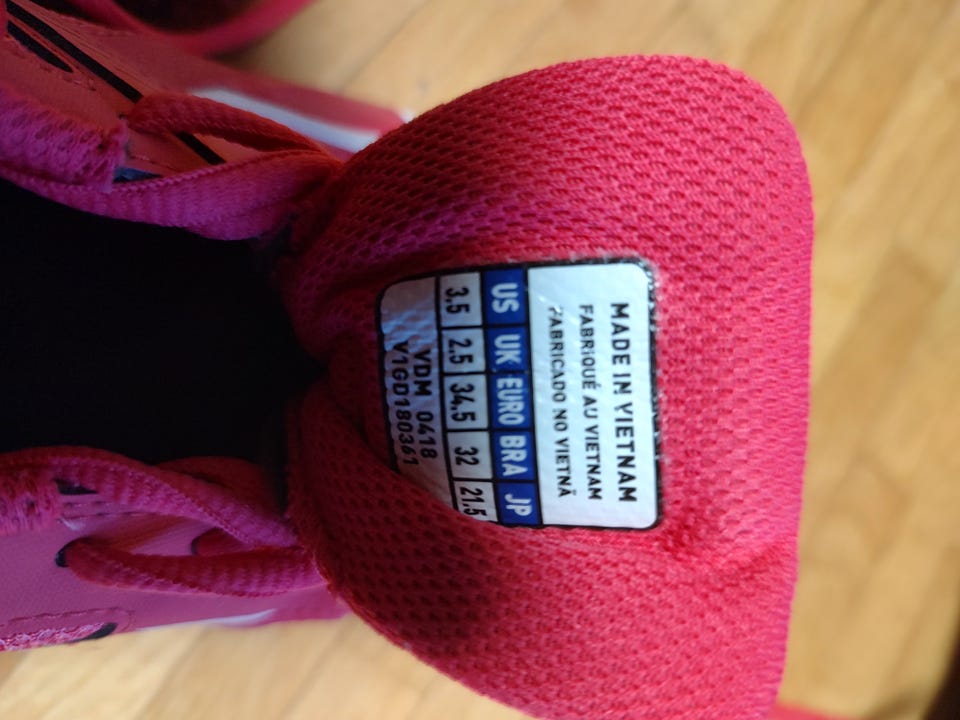 MADE IN VIETNAM
FABRIQUÉ AU VIETNAM
FABRICADO NO VIETNÃ
US UK EURO BRA JP
3.5 2.5 34.5 32 21.5
VDM 0418
V1GD180361